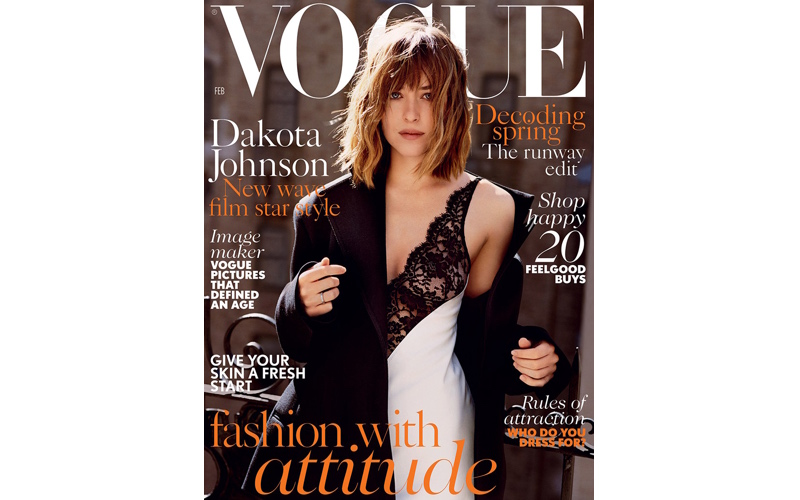 VOGUE
FEB
Dakota
Johnson
New wave
film star style
Decoding
spring
The runway
edit
Image
maker
VOGUE
PICTURES
THAT
DEFINED
AN AGE
Shop
happy
20
FEELGOOD
BUYS
GIVE YOUR
SKIN A FRESH
START
Rules of
attraction
WHO DO YOU
DRESS FOR?
fashion with
attitude